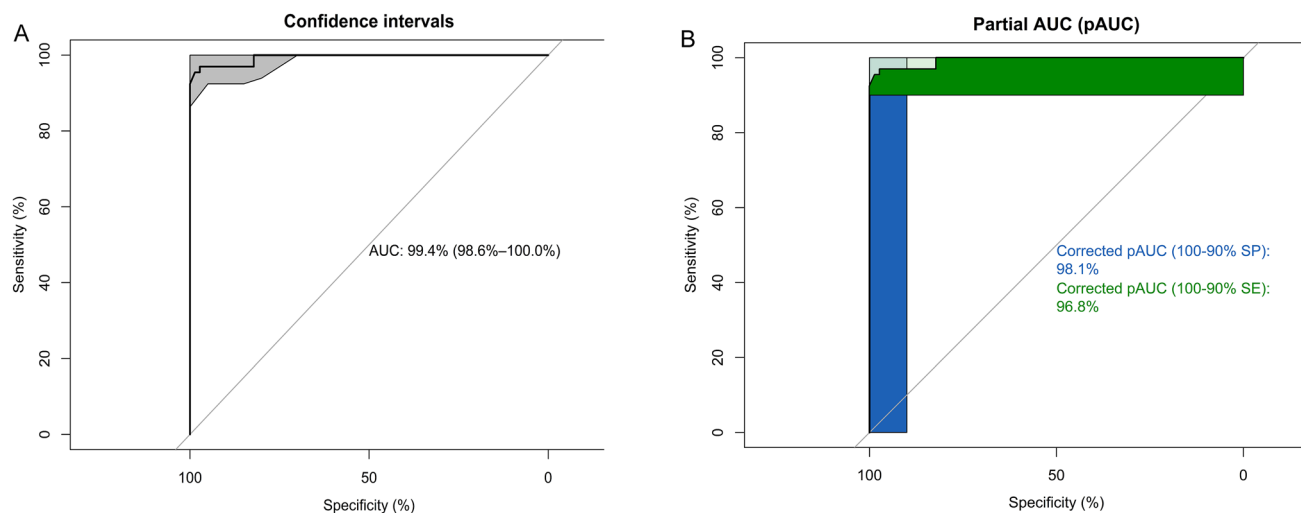 A
Confidence intervals
100
80
60
40
20
0
Sensitivity (%)
AUC: 99.4% (98.6%–100.0%)
100
50
0
Specificity (%)
B
Partial AUC (pAUC)
100
80
60
40
20
0
Sensitivity (%)
Corrected pAUC (100-90% SP):
98.1%
Corrected pAUC (100-90% SE):
96.8%
100
50
0
Specificity (%)